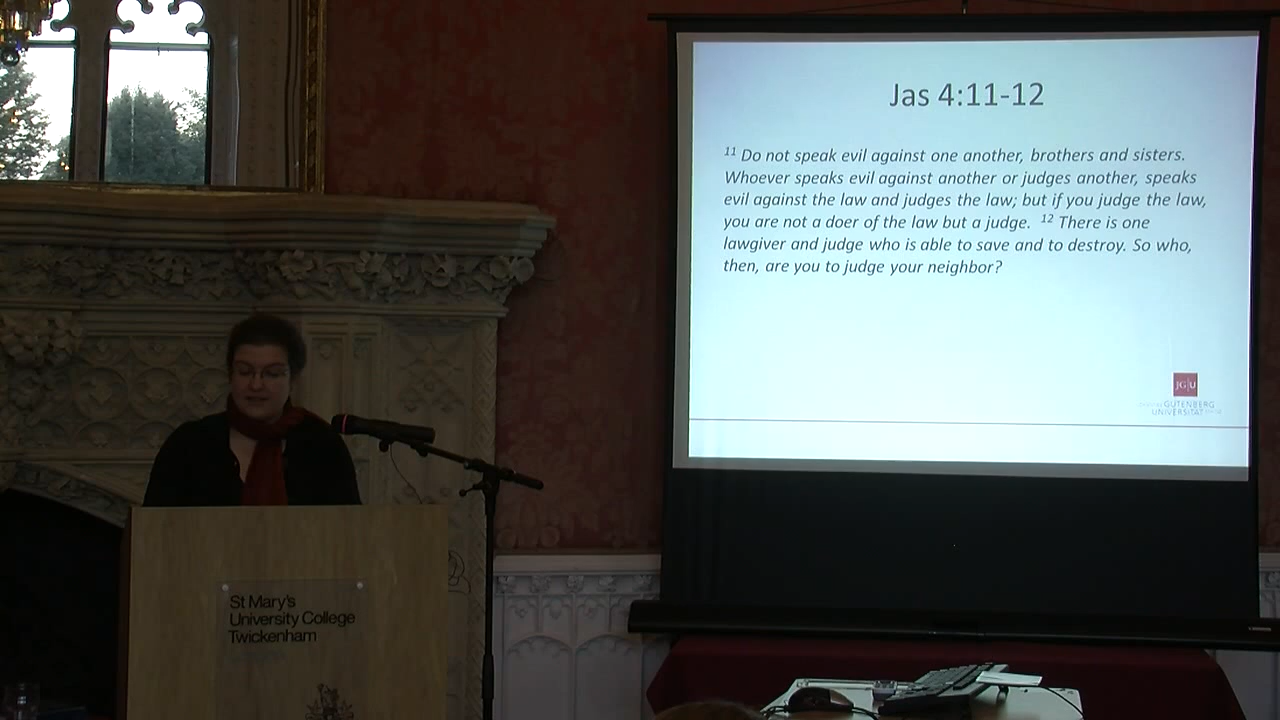 Jas 4:11-12
11 Do not speak evil against one another, brothers and sisters.
Whoever speaks evil against another or judges another, speaks
evil against the law and judges the law; but if you judge the law,
you are not a doer of the law but a judge. 12 There is one
lawgiver and judge who is able to save and to destroy. So who,
then, are you to judge your neighbor?
JG|U
GUTENBERG
UNIVERSITÄT
St Mary's
University College
Twickenham